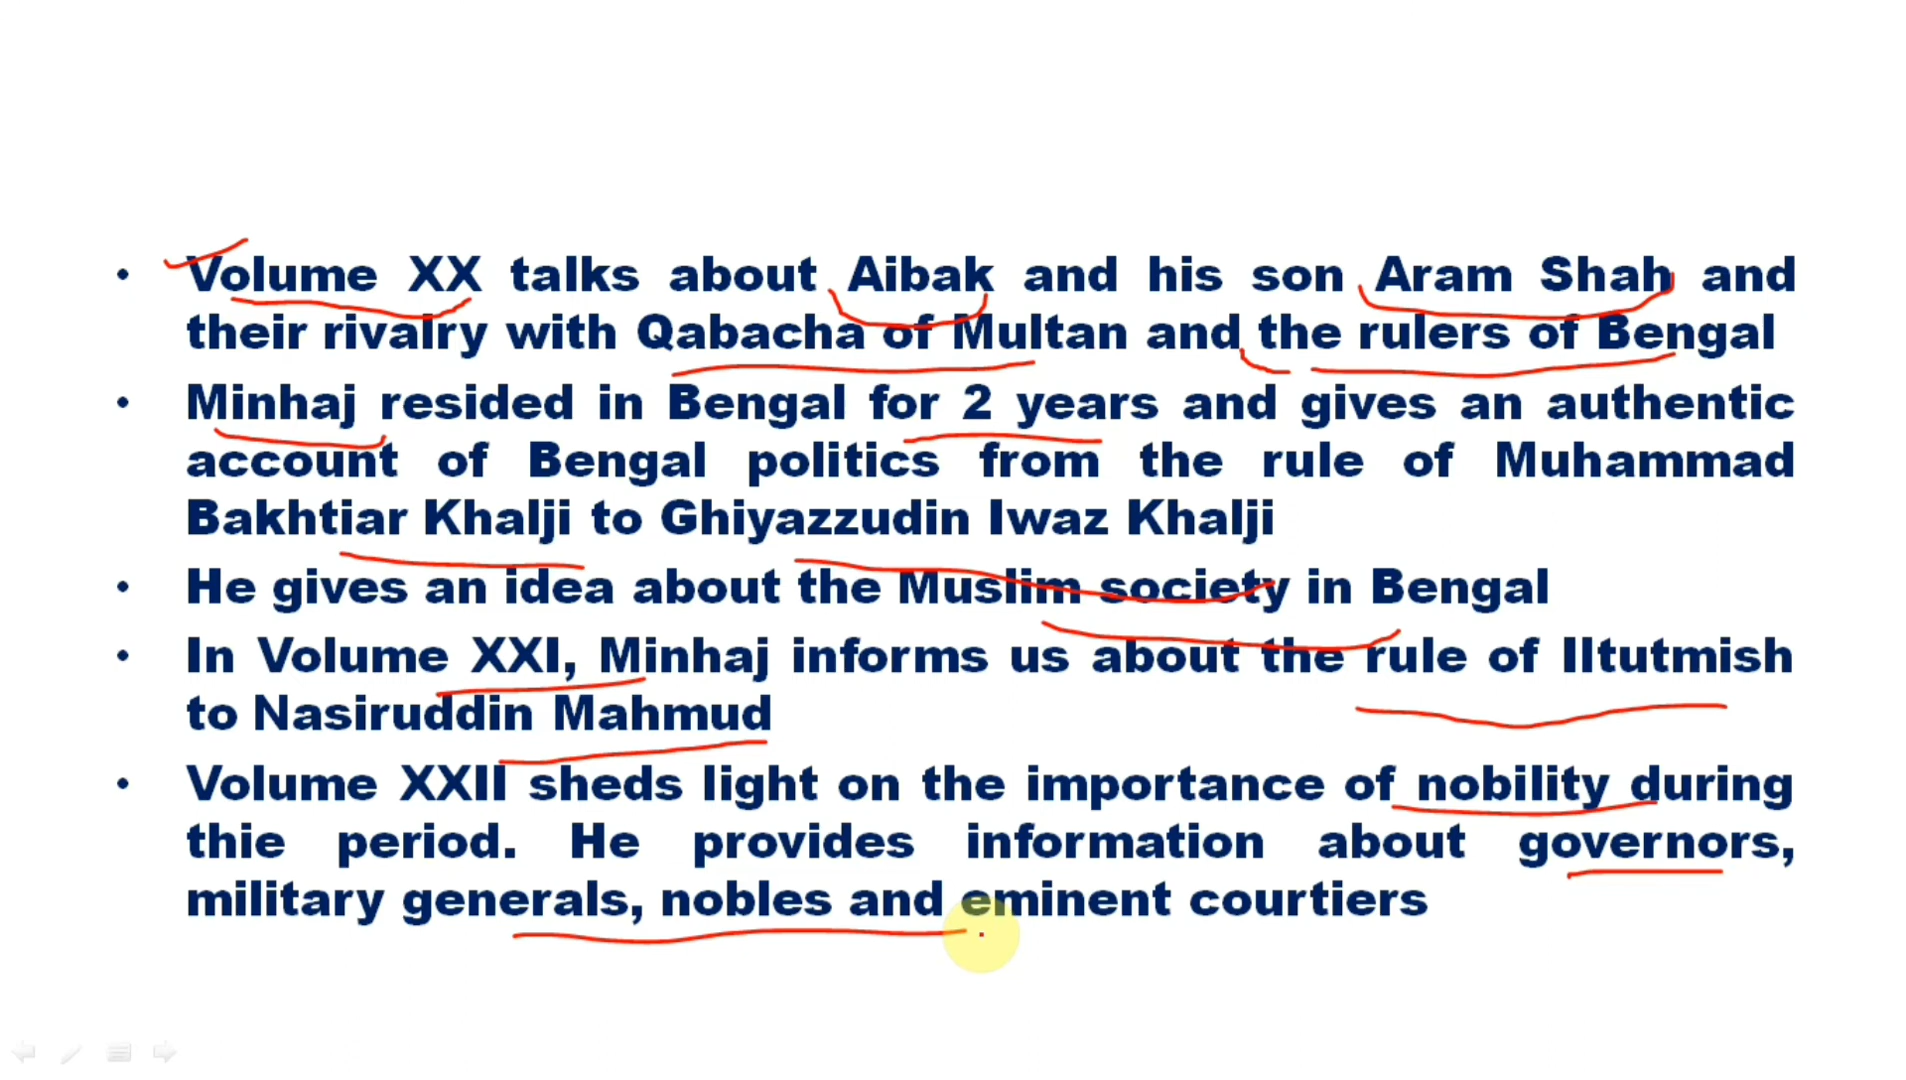 • Volume XX talks about Aibak and his son Aram Shah and
their rivalry with Qabacha of Multan and the rulers of Bengal
• Minhaj resided in Bengal for 2 years and gives an authentic
account of Bengal politics from the rule of Muhammad
Bakhtiar Khalji to Ghiyazzudin Iwaz Khalji
• He gives an idea about the Muslim society in Bengal
• In Volume XXI, Minhaj informs us about the rule of Iltutmish
to Nasiruddin Mahmud
• Volume XXII sheds light on the importance of nobility during
thie period. He provides information about governors,
military generals, nobles and eminent courtiers